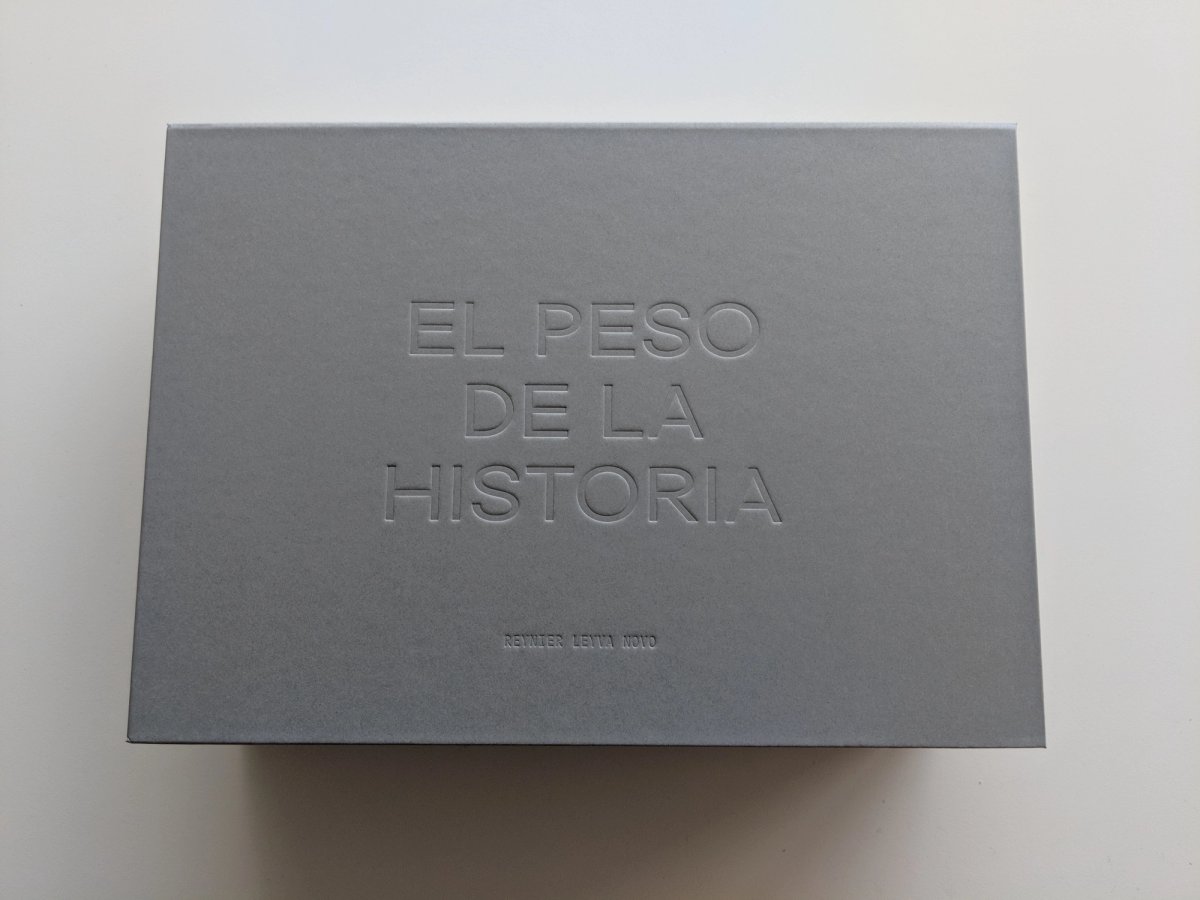 EL PESO
DE LA
HISTORIA
REYNIER LEYVA NOVO